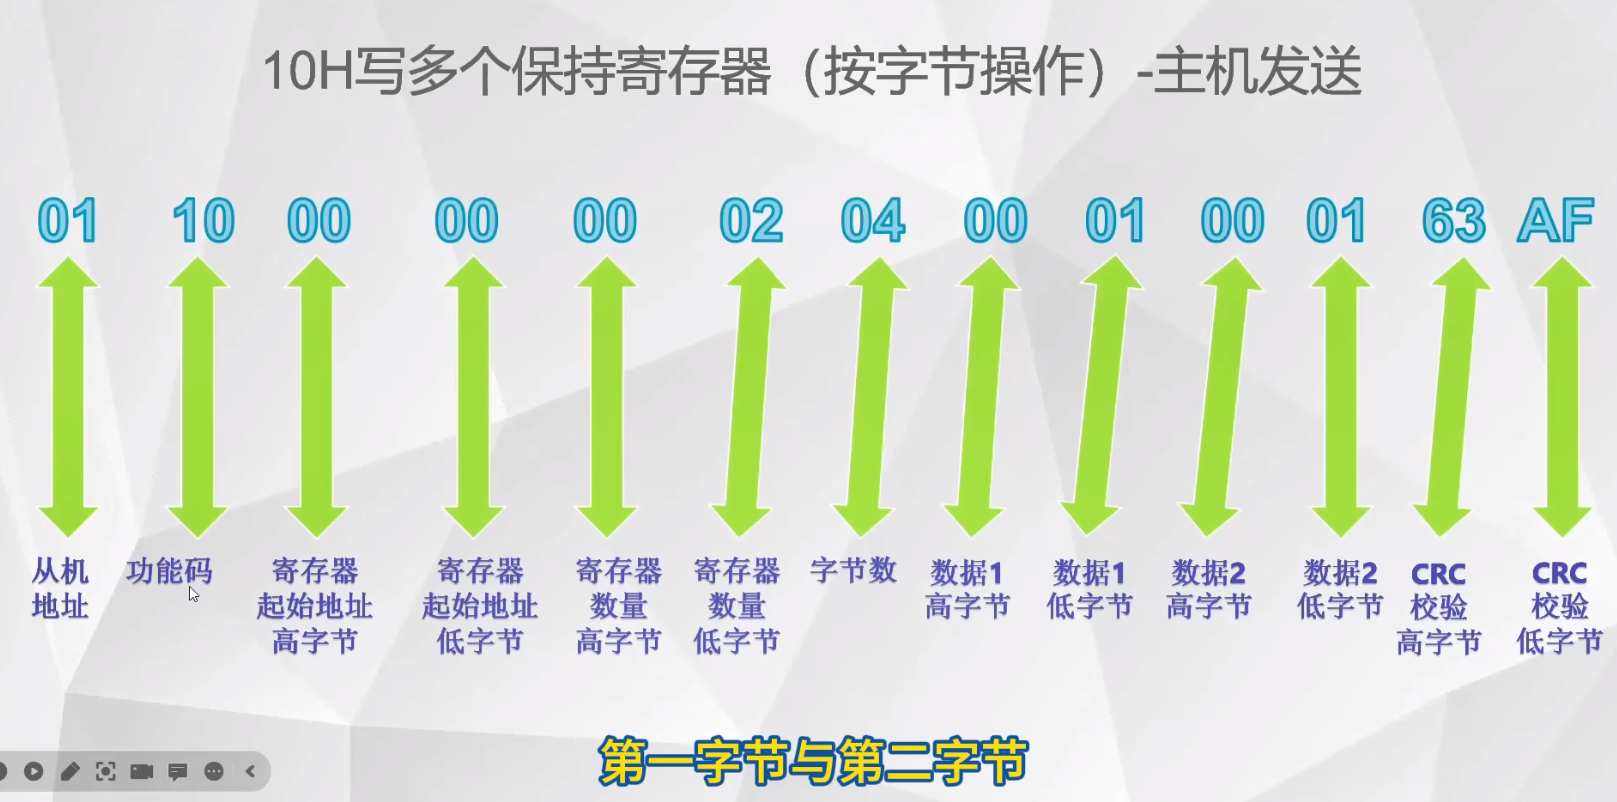 10H写多个保持寄存器（按字节操作）-主机发送
01 10 00 00 00 02 04 00 01 00 01 63 AF
从机
地址
功能码
寄存器
起始地址
高字节
寄存器
起始地址
低字节
寄存器
数量
高字节
寄存器
数量
低字节
字节数
数据1
高字节
数据1
低字节
数据2
高字节
数据2
低字节
CRC
校验
高字节
CRC
校验
低字节
第一字节与第二字节